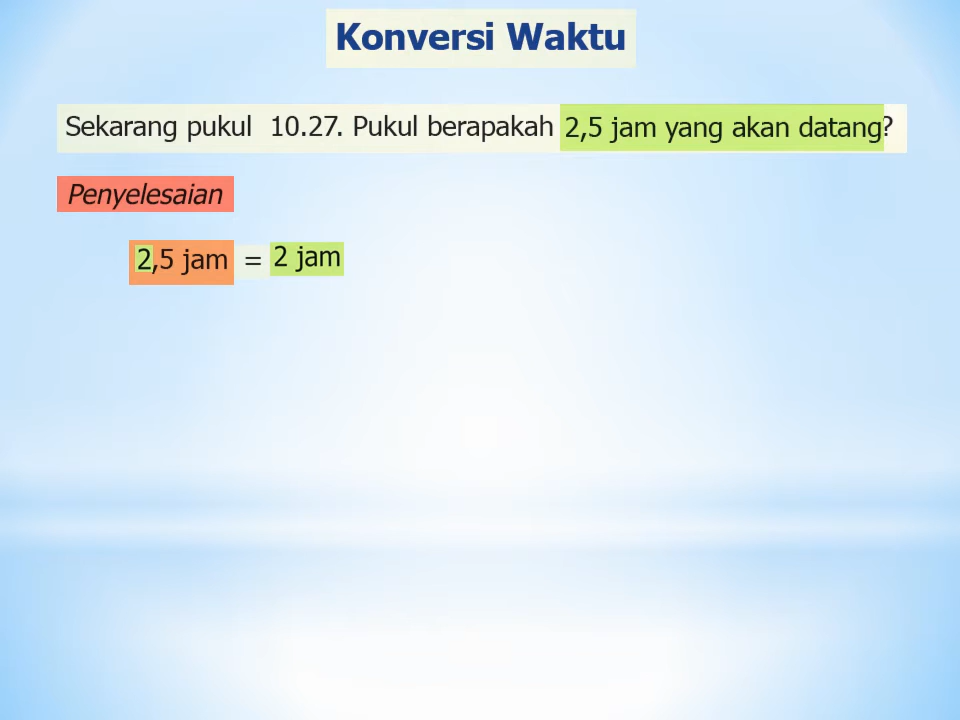 Konversi Waktu
Sekarang pukul 10.27. Pukul berapakah 2,5 jam yang akan datang?
Penyelesaian
2,5 jam = 2 jam